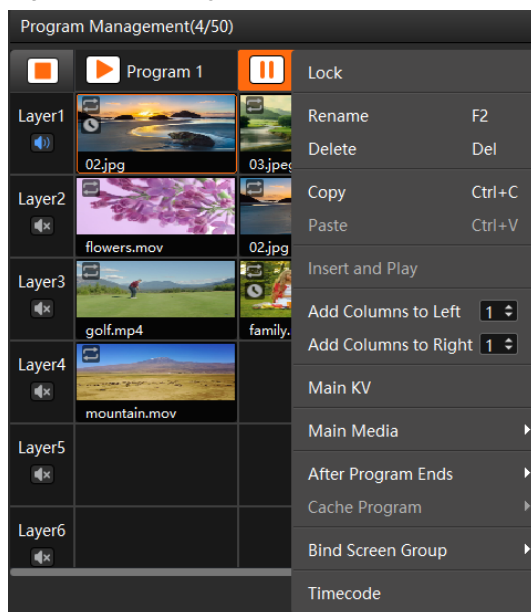 Program Management(4/50)
Program 1
Lock
Layer1
Rename F2
02.jpg
03.jpeg
Delete Del
Layer2
Copy Ctrl+C
Paste Ctrl+V
flowers.mov
02.jpg
Insert and Play
Layer3
Add Columns to Left 1
golf.mp4
family.
Add Columns to Right 1
Layer4
Main KV
mountain.mov
Main Media
Layer5
After Program Ends
Cache Program
Layer6
Bind Screen Group
Timecode